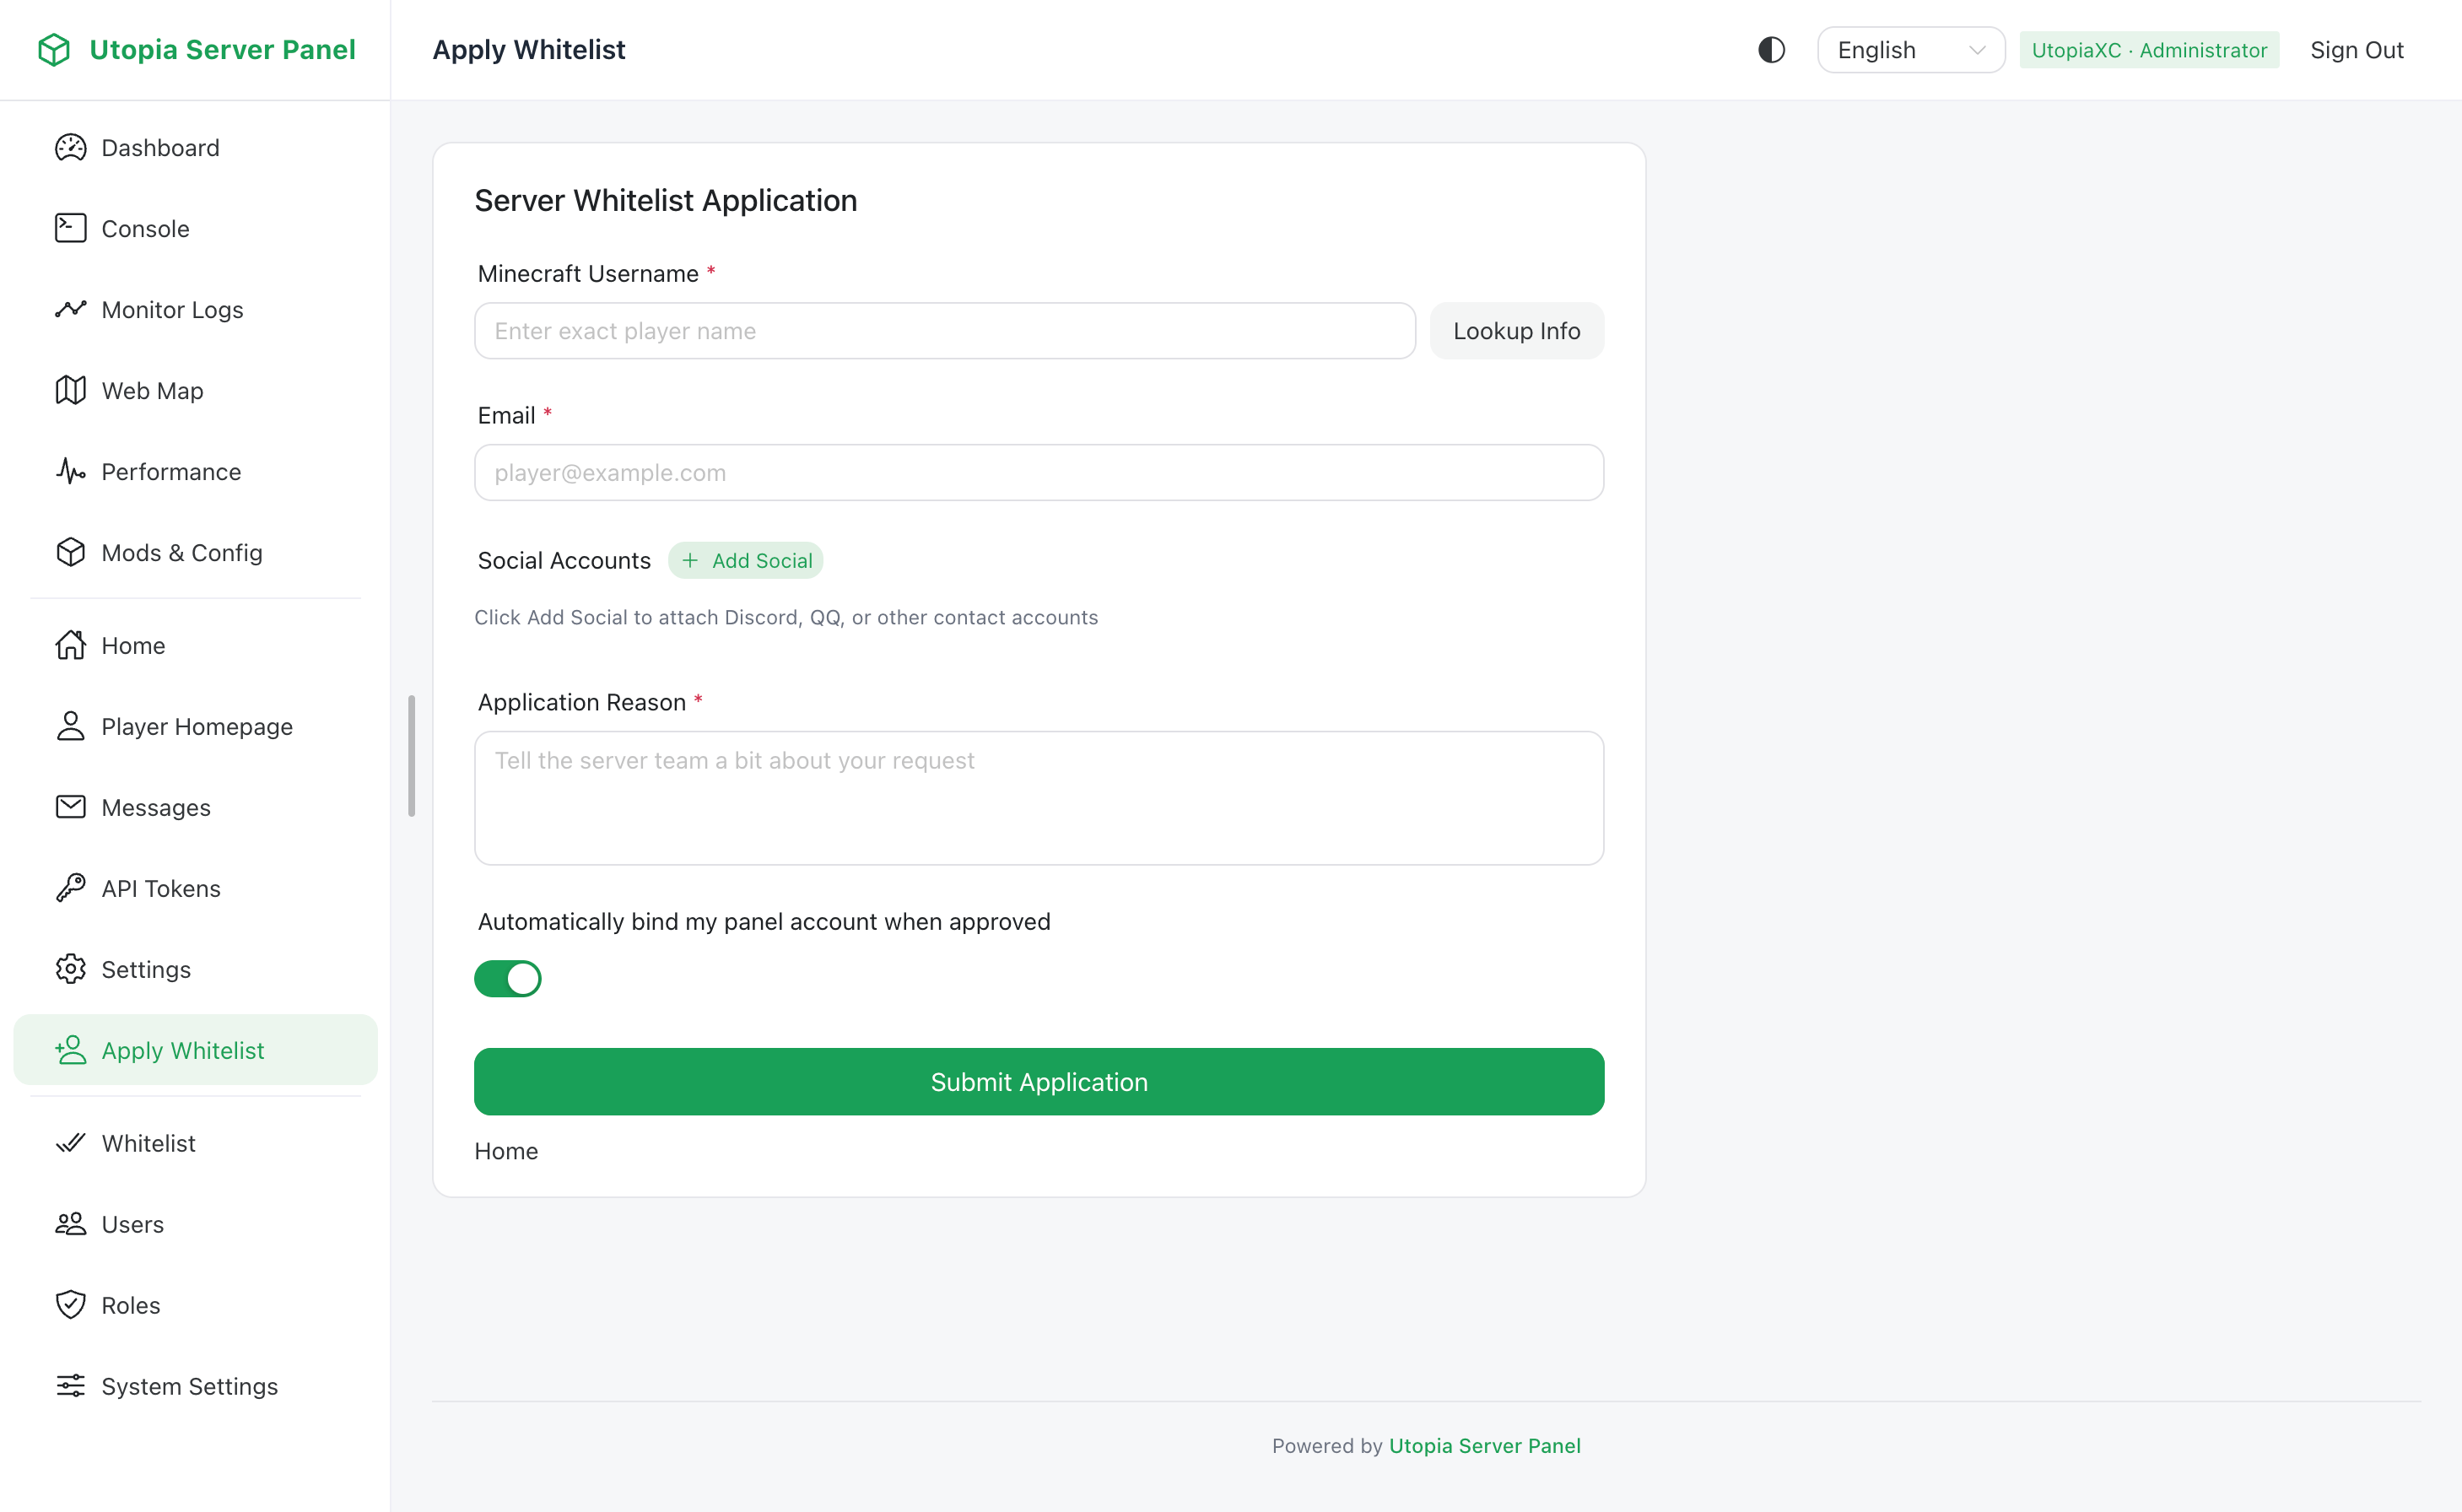 Utopia Server Panel
Apply Whitelist
English
UtopiaXC · Administrator
Sign Out
Dashboard
Console
Monitor Logs
Web Map
Performance
Mods & Config
Home
Player Homepage
Messages
API Tokens
Settings
Apply Whitelist
Whitelist
Users
Roles
System Settings
Server Whitelist Application
Minecraft Username *
Enter exact player name
Lookup Info
Email *
player@example.com
Social Accounts
+ Add Social
Click Add Social to attach Discord, QQ, or other contact accounts
Application Reason *
Tell the server team a bit about your request
Automatically bind my panel account when approved
Submit Application
Home
Powered by Utopia Server Panel